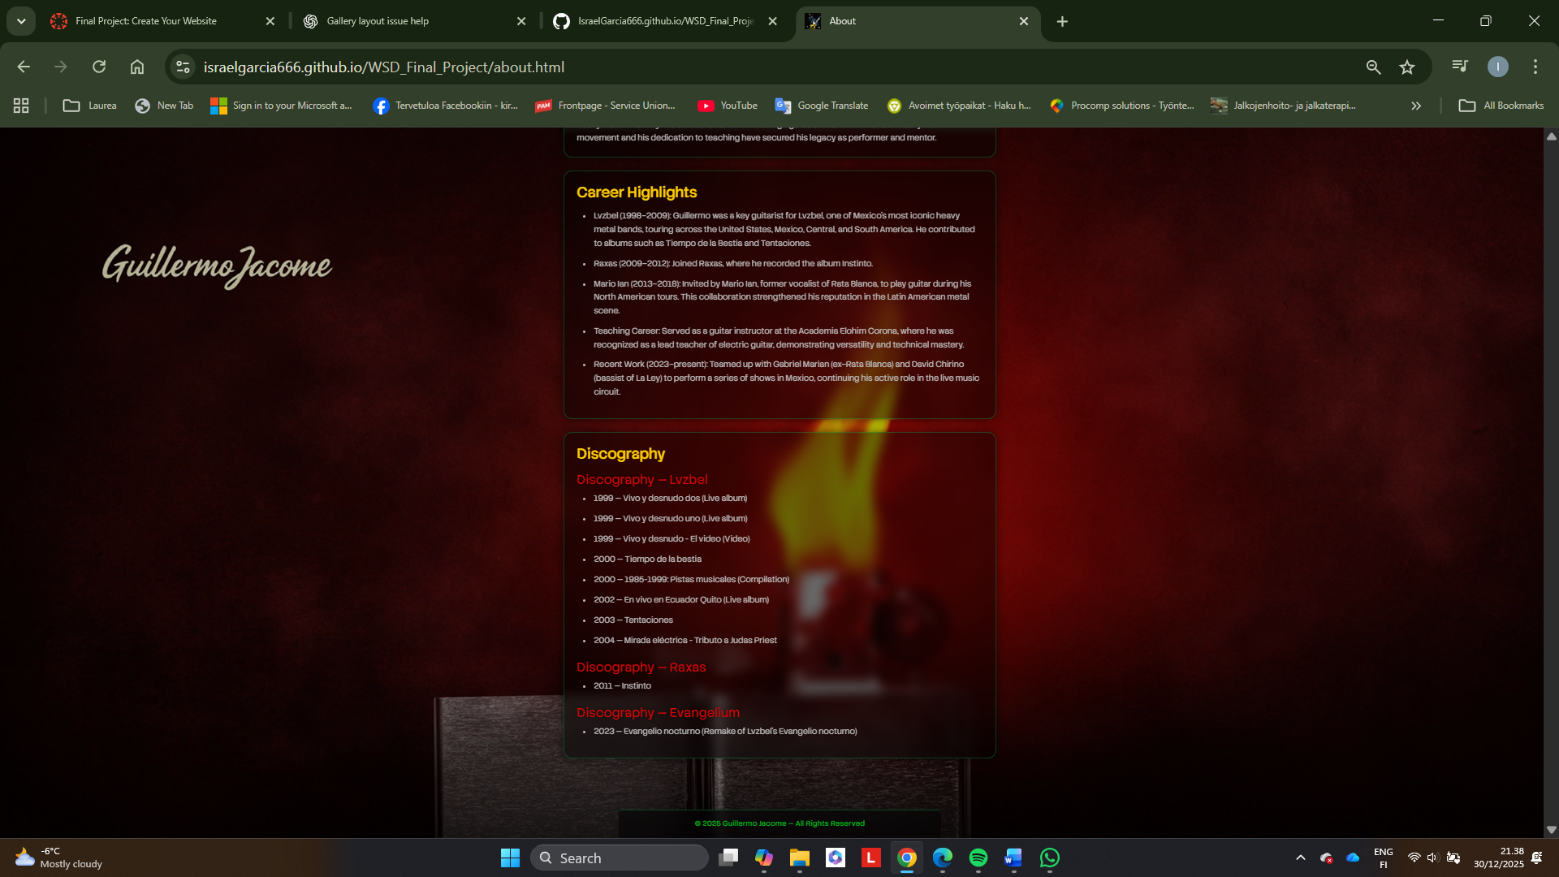 Final Project: Create Your Website
Gallery layout issue help
IsraelGarcia666.github.io/WSD_Final_Proje
About
israelgarcia666.github.io/WSD_Final_Project/about.html
I
Laurea
New Tab
Sign in to your Microsoft a...
Tervetuloa Facebookiin - kir...
PAM
Frontpage - Service Union...
YouTube
Google Translate
Avoimet työpaikat - Haku h...
Procomp solutions - Työnte...
Jalkojenhoito- ja jalkaterapi...
All Bookmarks
movement and his dedication to teaching have secured his legacy as performer and mentor.
Guillermo Jacome
Career Highlights
• Lvzbel (1998–2009): Guillermo was a key guitarist for Lvzbel, one of Mexico's most iconic heavy
metal bands, touring across the United States, Mexico, Central, and South America. He contributed
to albums such as Tiempo de la Bestia and Tentaciones.
• Raxas (2009–2012): Joined Raxas, where he recorded the album Instinto.
• Mario Ian (2013–2018): Invited by Mario Ian, former vocalist of Rata Blanca, to play guitar during his
North American tours. This collaboration strengthened his reputation in the Latin American metal
scene.
• Teaching Career: Served as a guitar instructor at the Academia Elohim Corona, where he was
recognized as a lead teacher of electric guitar, demonstrating versatility and technical mastery.
• Recent Work (2023–present): Teamed up with Gabriel Marian (ex-Rata Blanca) and David Chirino
(bassist of La Ley) to perform a series of shows in Mexico, continuing his active role in the live music
circuit.
Discography
Discography – Lvzbel
• 1999 – Vivo y desnudo dos (Live album)
• 1999 – Vivo y desnudo uno (Live album)
• 1999 – Vivo y desnudo - El video (Video)
• 2000 – Tiempo de la bestia
• 2000 – 1985-1999: Pistas musicales (Compilation)
• 2002 – En vivo en Ecuador Quito (Live album)
• 2003 – Tentaciones
• 2004 – Mirada eléctrica - Tributo a Judas Priest
Discography – Raxas
• 2011 – Instinto
Discography – Evangelium
• 2023 – Evangelio nocturno (Remake of Lvzbel's Evangelio nocturno)
© 2025 Guillermo Jacome – All Rights Reserved
-6°C
Mostly cloudy
Search
L
ENG
FI
21.38
30/12/2025